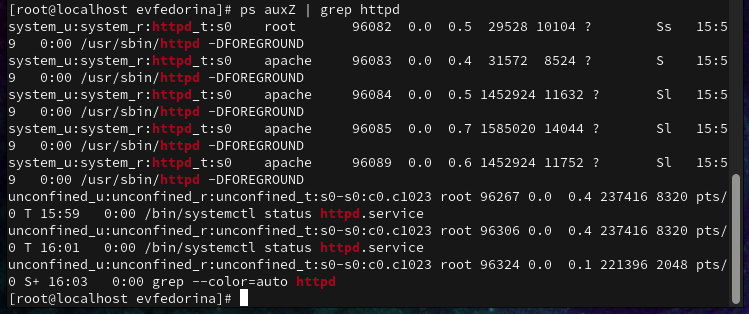 [root@localhost evfedorina]# ps auxZ | grep httpd
system_u:system_r:httpd_t:s0    root       96082  0.0  0.5  29528 10104 ?        Ss   15:5
9   0:00 /usr/sbin/httpd -DFOREGROUND
system_u:system_r:httpd_t:s0    apache     96083  0.0  0.4  31572  8524 ?        S    15:5
9   0:00 /usr/sbin/httpd -DFOREGROUND
system_u:system_r:httpd_t:s0    apache     96084  0.0  0.5 1452924 11632 ?       Sl   15:5
9   0:00 /usr/sbin/httpd -DFOREGROUND
system_u:system_r:httpd_t:s0    apache     96085  0.0  0.7 1585020 14044 ?       Sl   15:5
9   0:00 /usr/sbin/httpd -DFOREGROUND
system_u:system_r:httpd_t:s0    apache     96089  0.0  0.6 1452924 11752 ?       Sl   15:5
9   0:00 /usr/sbin/httpd -DFOREGROUND
unconfined_u:unconfined_r:unconfined_t:s0-s0:c0.c1023 root 96267 0.0  0.4 237416 8320 pts/
0 T 15:59   0:00 /bin/systemctl status httpd.service
unconfined_u:unconfined_r:unconfined_t:s0-s0:c0.c1023 root 96306 0.0  0.4 237416 8320 pts/
0 T 16:01   0:00 /bin/systemctl status httpd.service
unconfined_u:unconfined_r:unconfined_t:s0-s0:c0.c1023 root 96324 0.0  0.1 221396 2048 pts/
0 S+ 16:03   0:00 grep --color=auto httpd
[root@localhost evfedorina]#